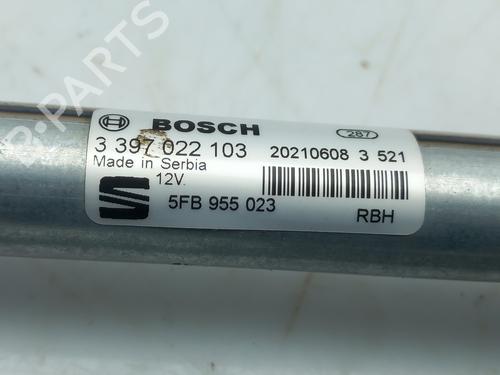 BOSCH 287
3 397 022 103 20210608 3 521
Made in Serbia
12V.
5FB 955 023 RBH
B-PARTS